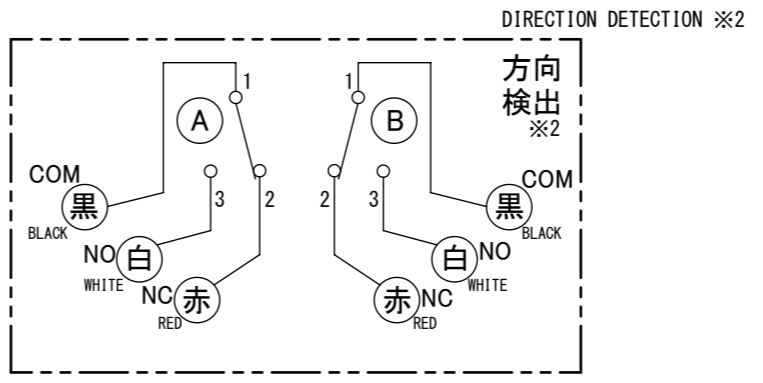 DIRECTION DETECTION ※2
方向
検出
※2
1
1
A
B
COM
COM
3
2
2
3
黒
黒
BLACK
BLACK
NO
白
白
NO
WHITE
WHITE
NC
赤
赤
NC
RED
RED